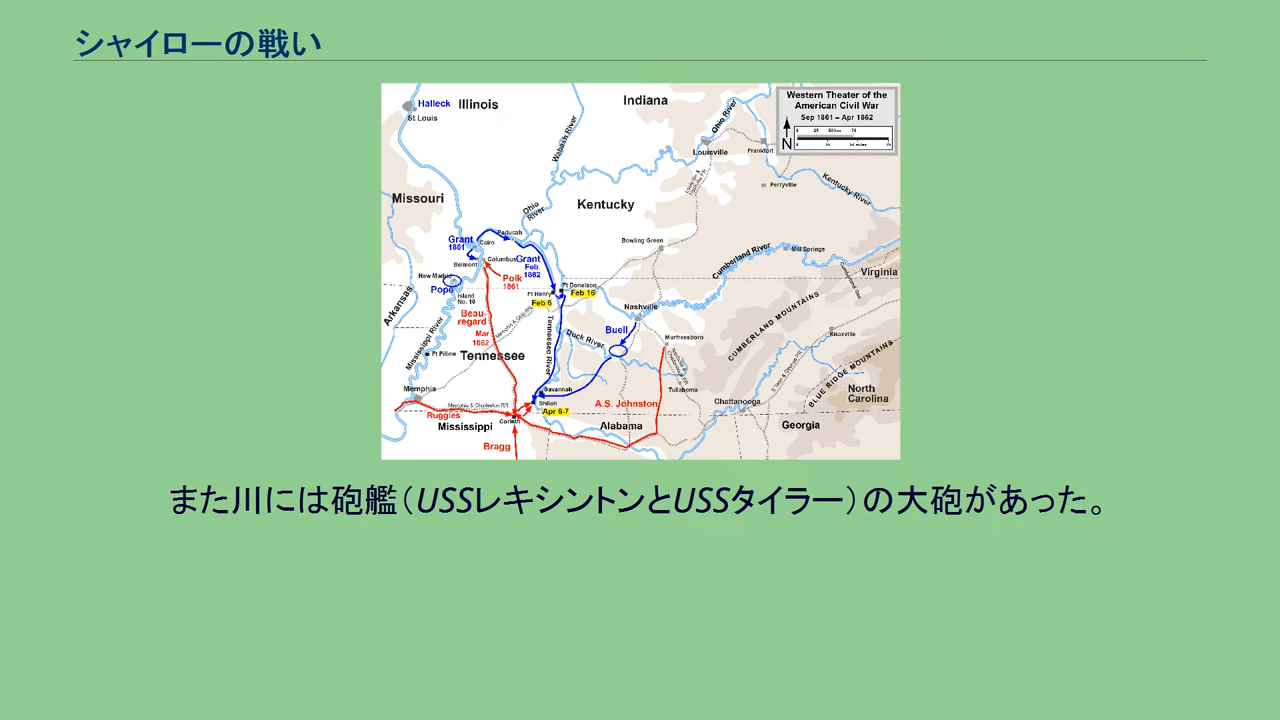 シャイローの戦い
Western Theater of the
American Civil War
Sep 1861 – Apr 1862
N
Halleck
St Louis
Illinois
Indiana
Wabash River
Ohio River
Louisville
Frankfort
Perryville
Kentucky River
Missouri
Ohio
River
Kentucky
Grant
1861
Cairo
Paducah
Bowling Green
Cumberland River
Mill Springs
Virginia
Belmont
Columbus
Grant
Feb.
1862
New Madrid
Pope
Polk
1861
Island
No. 10
Ft Henry
Feb 6
Ft Donelson
Feb 16
Nashville
Arkansas
Mississippi River
Beau-
regard
Mar
1862
Tennessee River
Duck River
Buell
Murfreesboro
CUMBERLAND MOUNTAINS
Knoxville
BLUE RIDGE MOUNTAINS
Ft Pillow
Tennessee
Memphis
Memphis & Charleston RR
Savannah
Shiloh
Apr 6-7
A.S. Johnston
Tullahoma
Chattanooga
North
Carolina
Ruggles
Mississippi
Corinth
Alabama
Georgia
Bragg
また川には砲艦（USSレキシントンとUSSタイラー）の大砲があった。